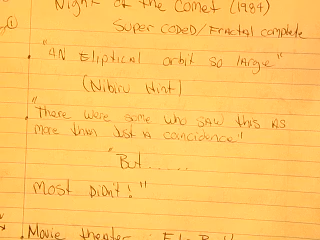 Night of the Comet (1984)
① Super coded/Fractal complete
"AN Eliptical orbit so large"
(Nibiru Hint)
"There were some who saw this as
more than Just A coincidence"
"But......
most Didn't!"
Movie theater